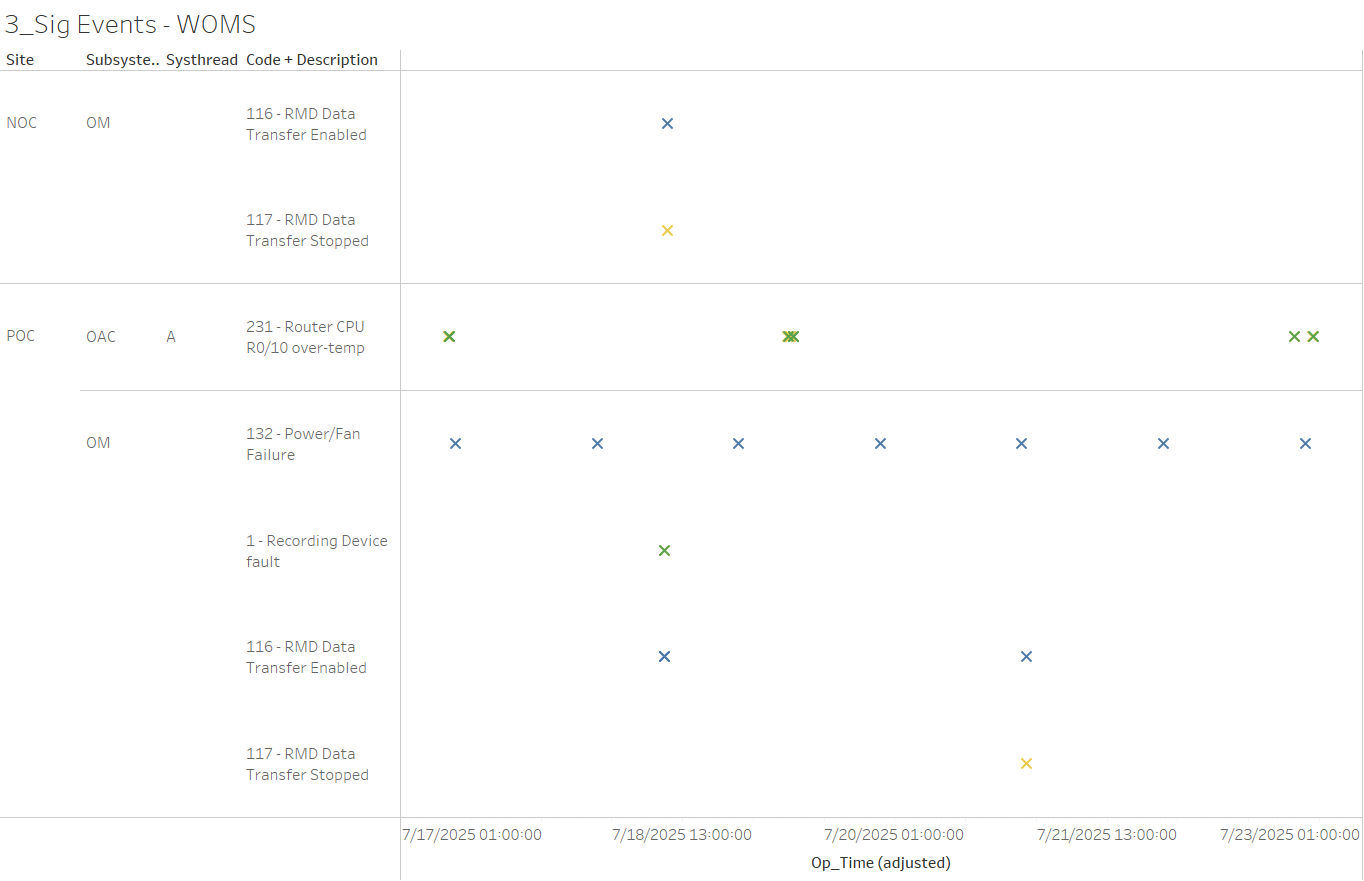 3_Sig Events - WOMS
Site Subsyste.. Systhread Code + Description
NOC OM 116 - RMD Data
Transfer Enabled
117 - RMD Data
Transfer Stopped
POC OAC A 231 - Router CPU
R0/10 over-temp
OM 132 - Power/Fan
Failure
1 - Recording Device
fault
116 - RMD Data
Transfer Enabled
117 - RMD Data
Transfer Stopped
7/17/2025 01:00:00 7/18/2025 13:00:00 7/20/2025 01:00:00 7/21/2025 13:00:00 7/23/2025 01:00:00
Op_Time (adjusted)